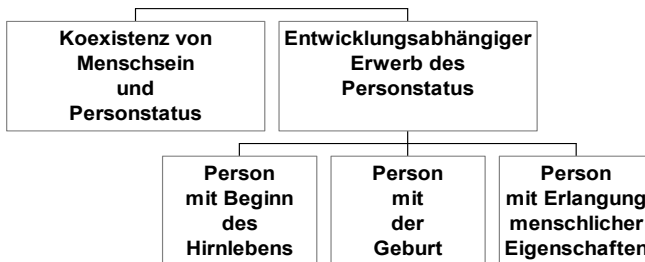 Koexistenz von
Menschsein
und
Personstatus
Entwicklungsabhängiger
Erwerb des
Personstatus
Person
mit Beginn
des
Hirnlebens
Person
mit
der
Geburt
Person
mit Erlangung
menschlicher
Eigenschaften